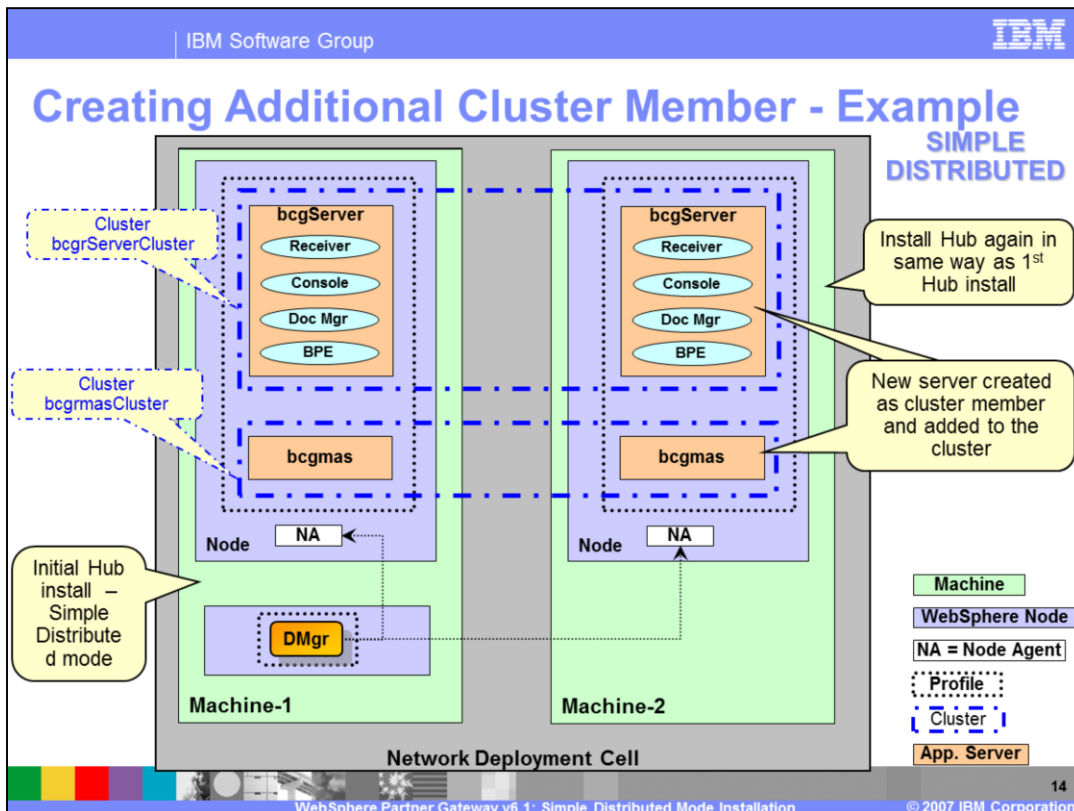 IBM Software Group
IBM
Creating Additional Cluster Member - Example
SIMPLE
DISTRIBUTED
Cluster
bcgrServerCluster
bcgServer
Receiver
Console
Doc Mgr
BPE
bcgServer
Receiver
Console
Doc Mgr
BPE
Install Hub again in
same way as 1st
Hub install
Cluster
bcgrmasCluster
bcgmas
bcgmas
New server created
as cluster member
and added to the
cluster
NA
Node
NA
Node
Initial Hub
install –
Simple
Distribute
d mode
DMgr
Machine-1
Machine-2
Network Deployment Cell
Machine
WebSphere Node
NA = Node Agent
Profile
Cluster
App. Server
14
WebSphere Partner Gateway v6.1: Simple Distributed Mode Installation
© 2007 IBM Corporation